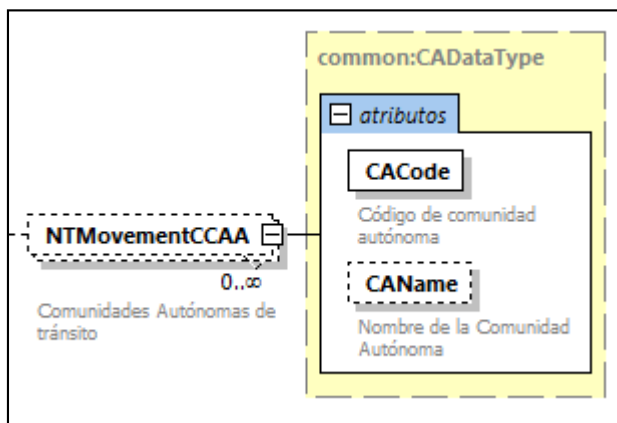 common:CADataType
atributos
CACode
Código de comunidad
autónoma
NTMovementCCAA
0..∞
Comunidades Autónomas de
tránsito
CAName
Nombre de la Comunidad
Autónoma